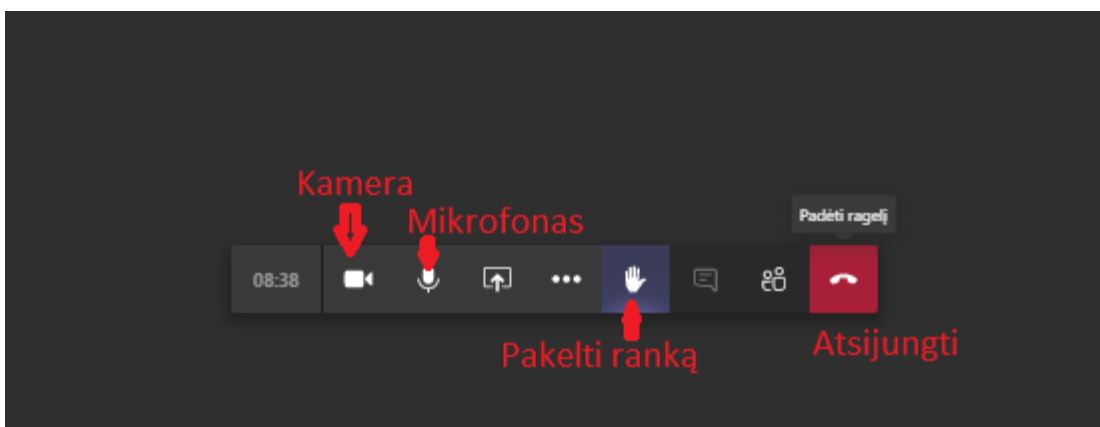 Kamera
Mikrofonas
Padėti ragelį
08:38
Pakelti ranką
Atsijungti